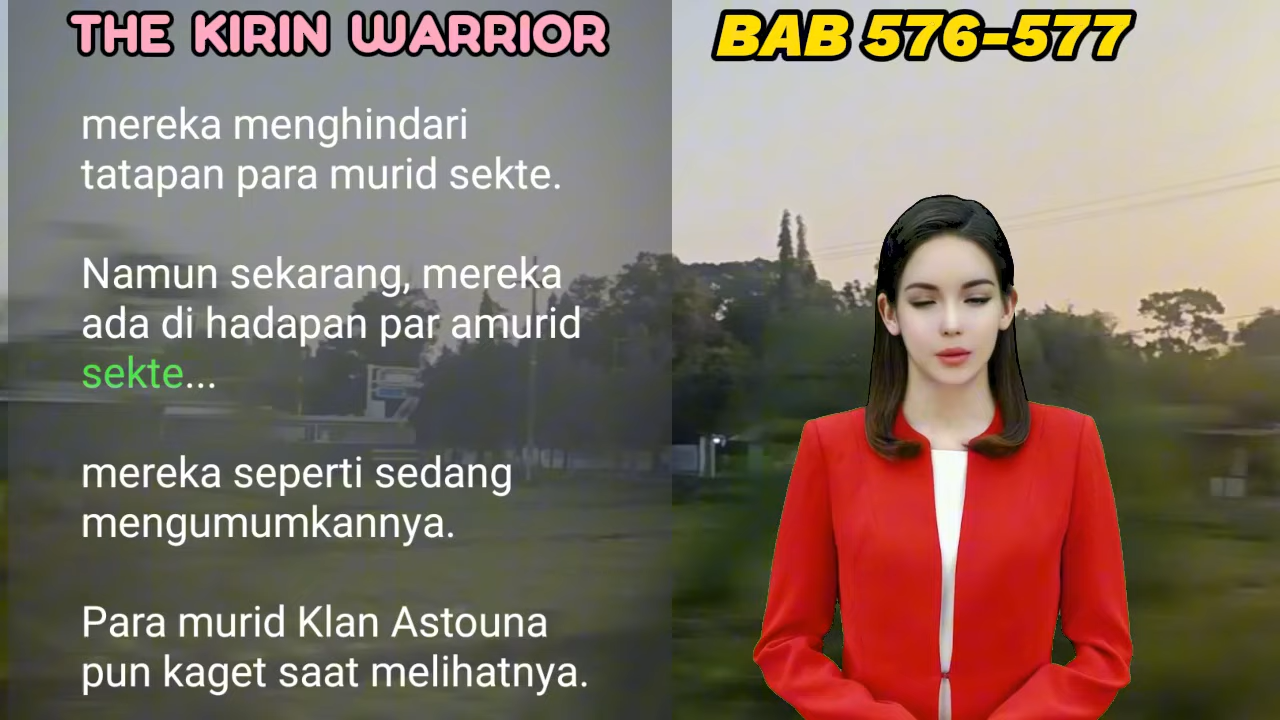 THE KIRIN WARRIOR
BAB 576-577
mereka menghindari
tatapan para murid sekte.
Namun sekarang, mereka
ada di hadapan par amurid
sekte...
mereka seperti sedang
mengumumkannya.
Para murid Klan Astouna
pun kaget saat melihatnya.